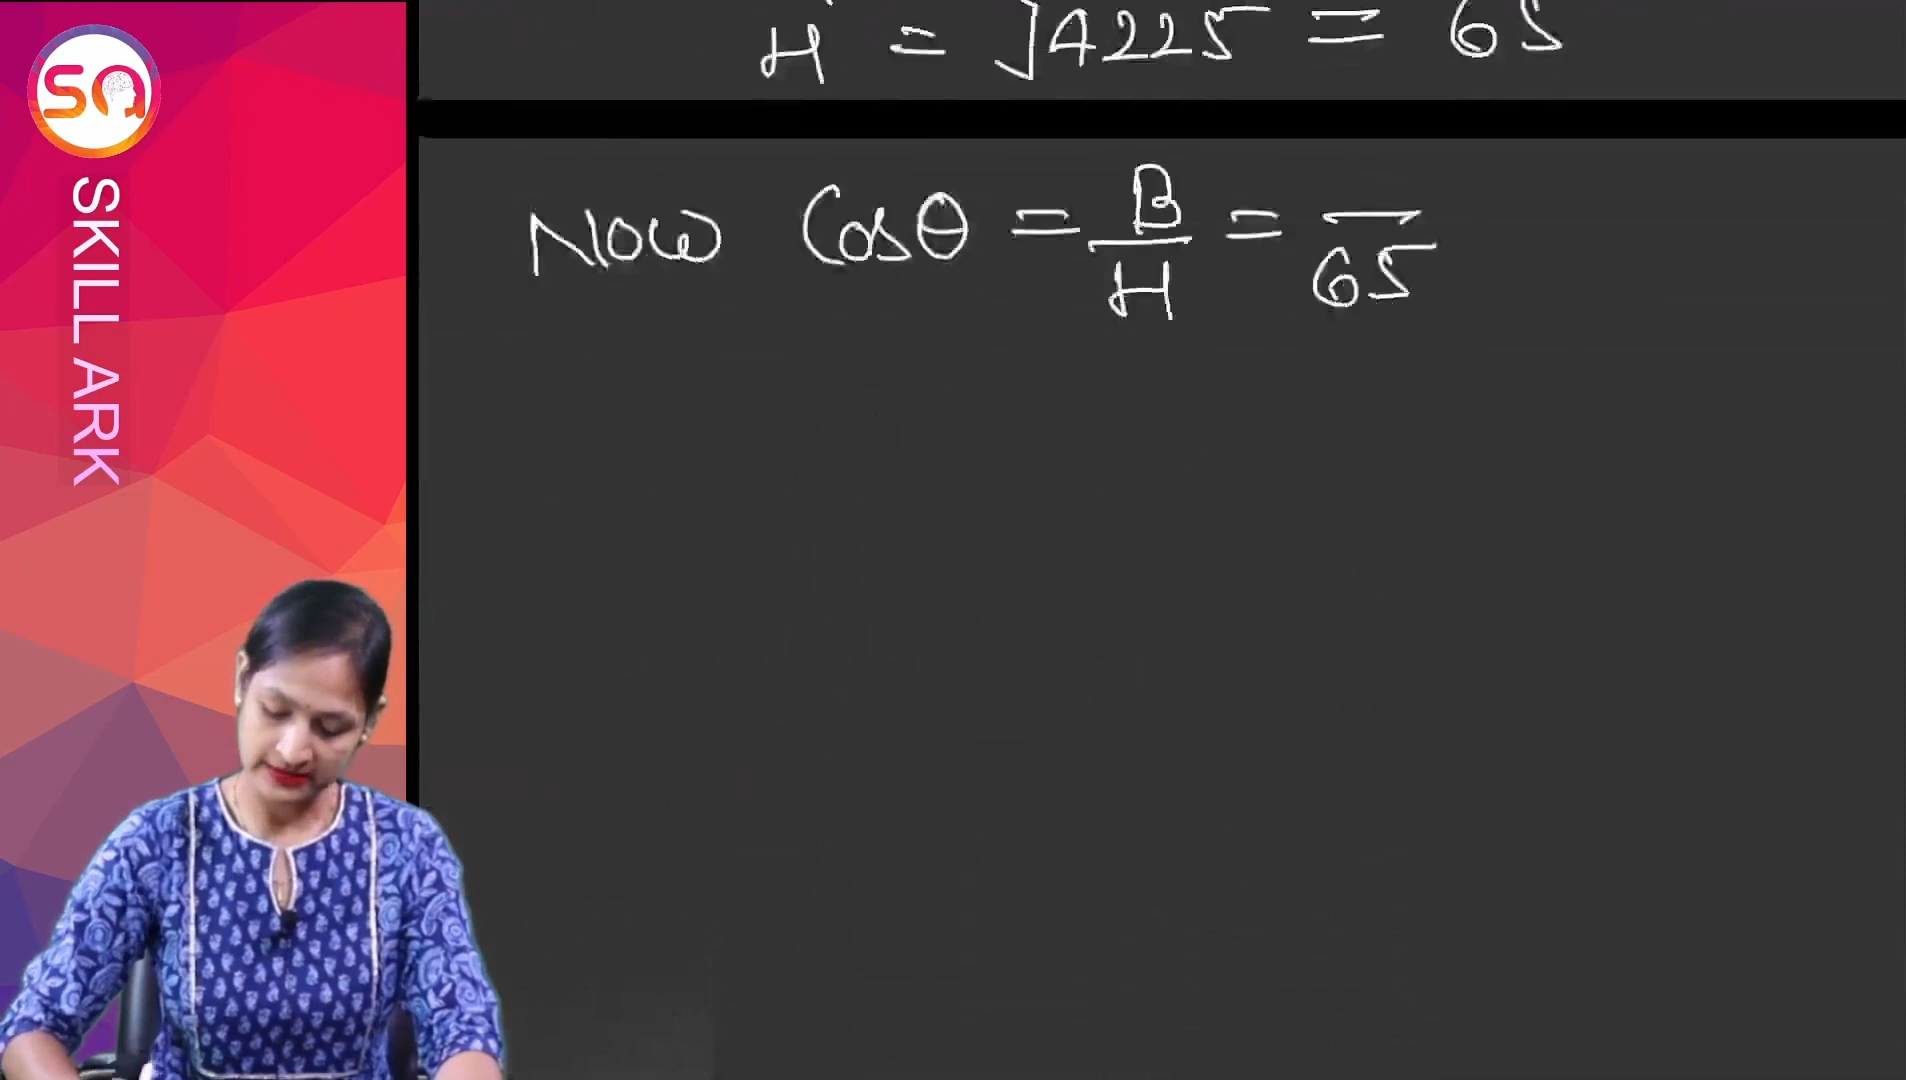 SA
SKILL ARK
H = √4225 = 65
Now Cosθ = B/H = /65